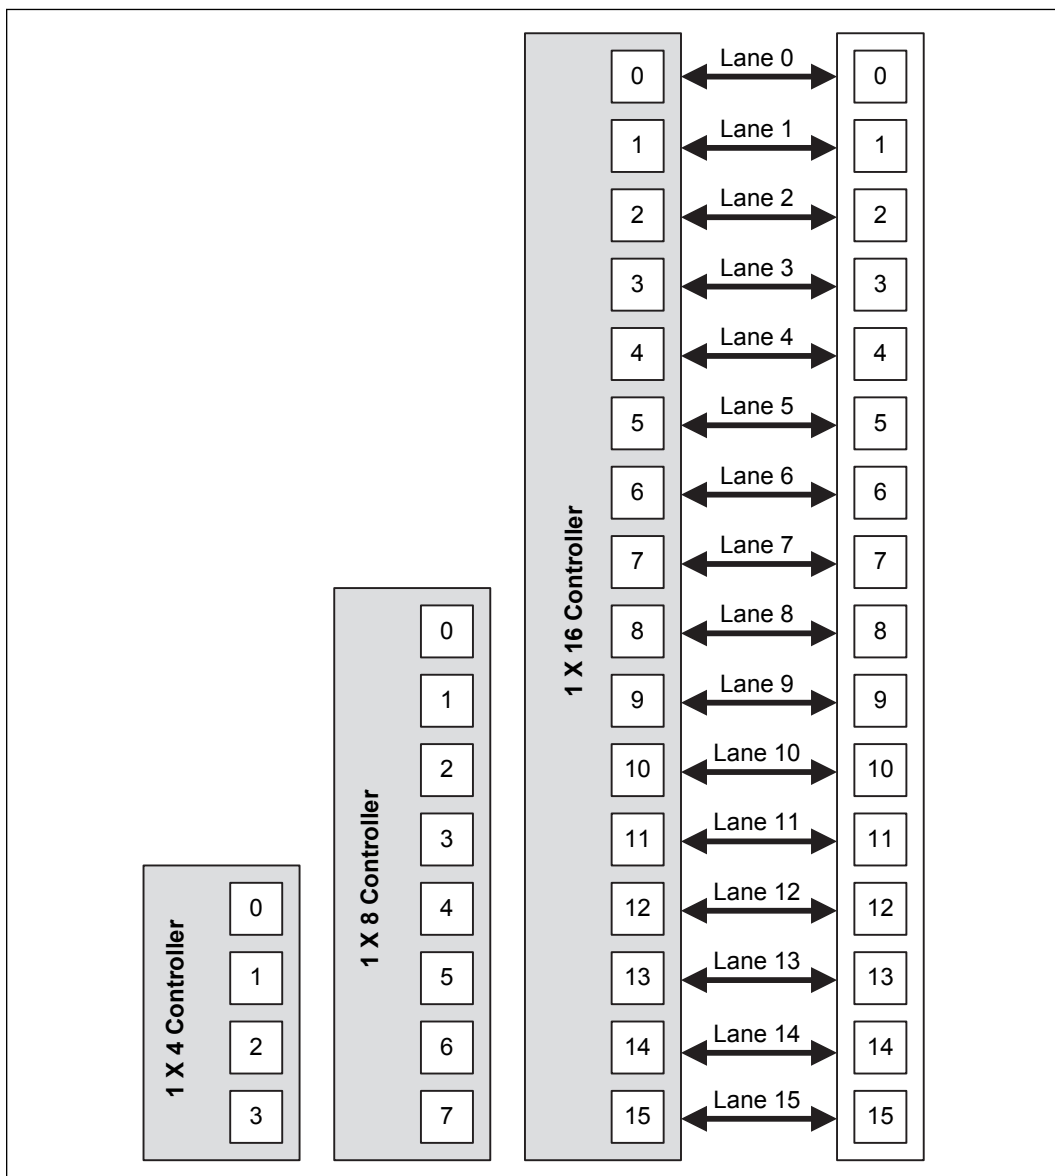 1 X 4 Controller
0
1
2
3
1 X 8 Controller
0
1
2
3
4
5
6
7
1 X 16 Controller
0
Lane 0
0
1
Lane 1
1
2
Lane 2
2
3
Lane 3
3
4
Lane 4
4
5
Lane 5
5
6
Lane 6
6
7
Lane 7
7
8
Lane 8
8
9
Lane 9
9
10
Lane 10
10
11
Lane 11
11
12
Lane 12
12
13
Lane 13
13
14
Lane 14
14
15
Lane 15
15